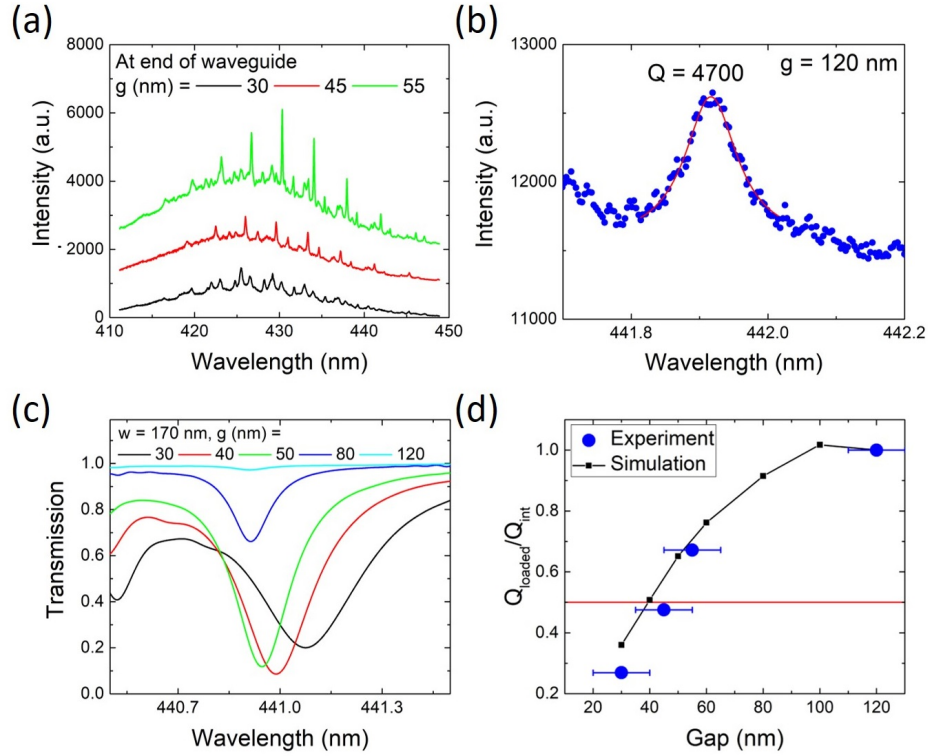 (a)
8000
6000
4000
2000
0
Intensity (a.u.)
At end of waveguide
g (nm) = 30 45 55
410 420 430 440 450
Wavelength (nm)
(b)
13000
12000
11000
Intensity (a.u.)
Q = 4700
g = 120 nm
441.8 442.0 442.2
Wavelength (nm)
(c)
w = 170 nm, g (nm) =
30 40 50 80 120
1.0
0.8
0.6
0.4
0.2
0.0
Transmission
440.7 441.0 441.3
Wavelength (nm)
(d)
Experiment
Simulation
1.0
0.8
0.6
0.4
0.2
Qloaded/Qint
20 40 60 80 100 120
Gap (nm)